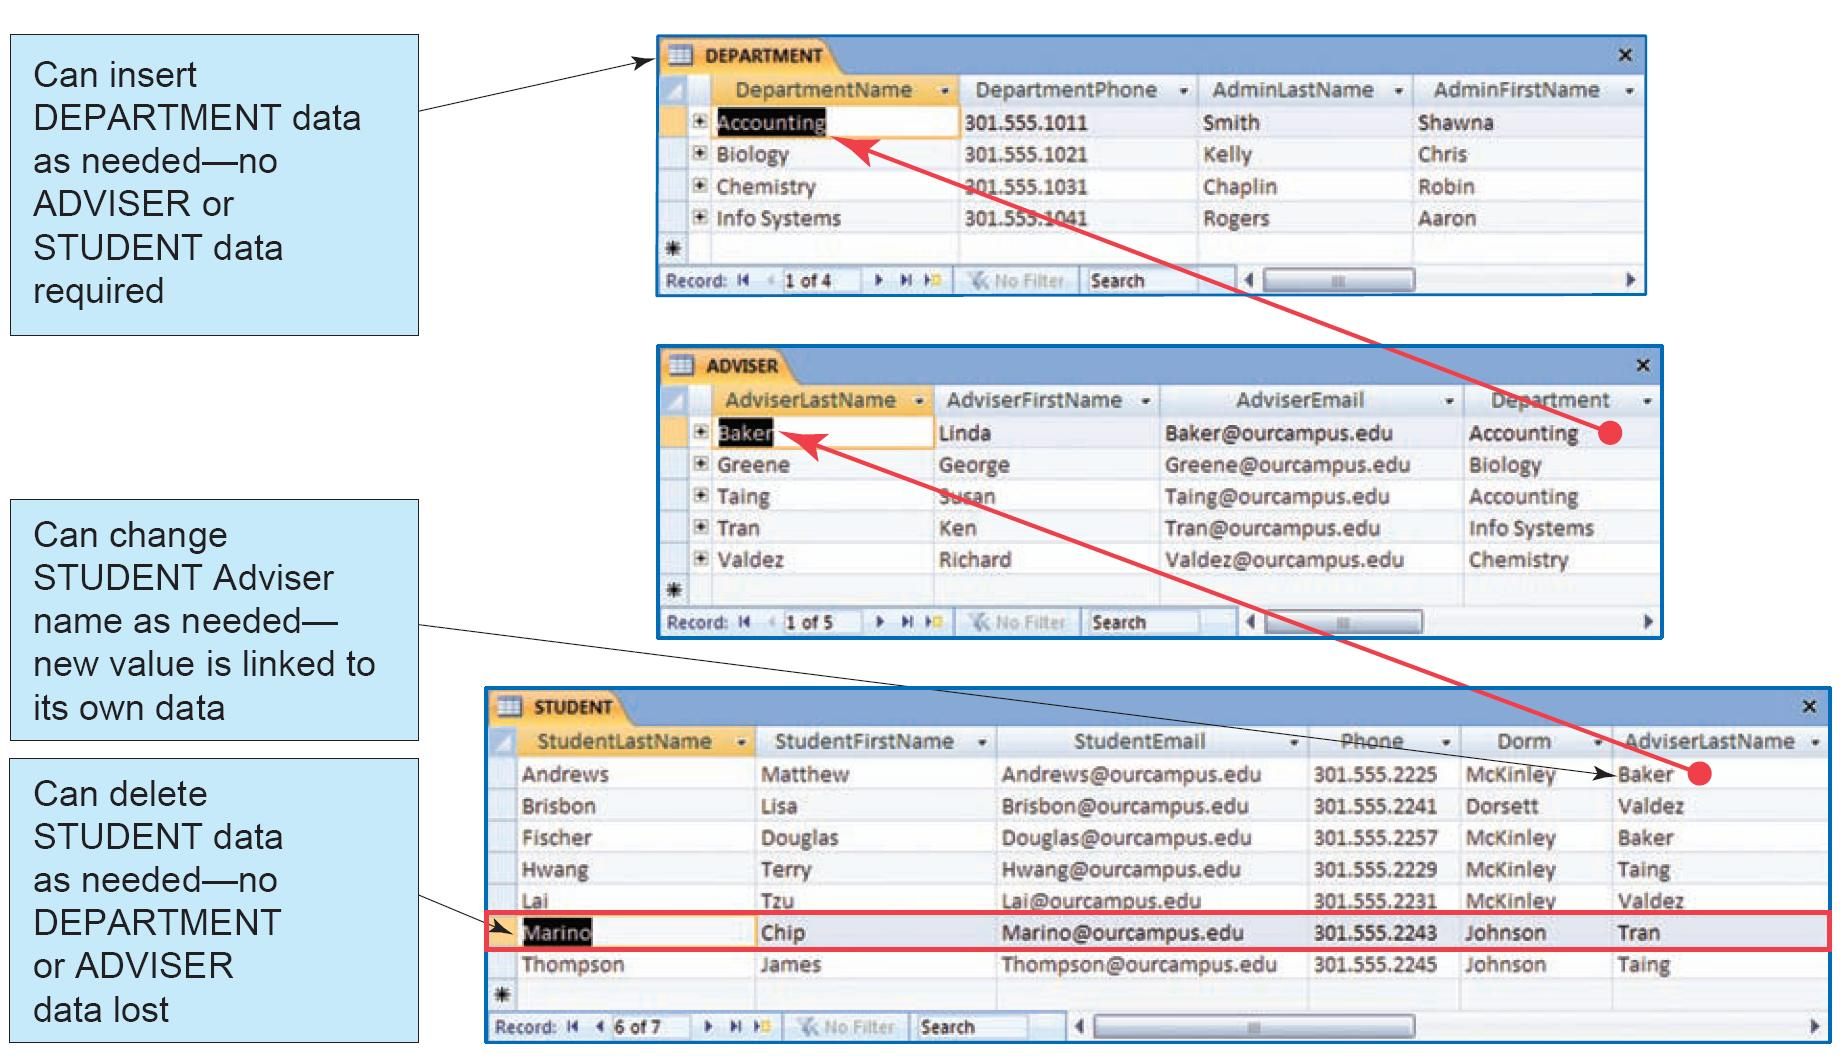 Can insert
DEPARTMENT data
as needed—no
ADVISER or
STUDENT data
required
DEPARTMENT
DepartmentName DepartmentPhone AdminLastName AdminFirstName
Accounting 301.555.1011 Smith Shawna
Biology 301.555.1021 Kelly Chris
Chemistry 301.555.1031 Chaplin Robin
Info Systems 301.555.1041 Rogers Aaron
Record: 1 of 4 No Filter Search
ADVISER
AdviserLastName AdviserFirstName AdviserEmail Department
Baker Linda Baker@ourcampus.edu Accounting
Greene George Greene@ourcampus.edu Biology
Taing Susan Taing@ourcampus.edu Accounting
Tran Ken Tran@ourcampus.edu Info Systems
Valdez Richard Valdez@ourcampus.edu Chemistry
Record: 1 of 5 No Filter Search
Can change
STUDENT Adviser
name as needed—
new value is linked to
its own data
STUDENT
StudentLastName StudentFirstName StudentEmail Phone Dorm AdviserLastName
Andrews Matthew Andrews@ourcampus.edu 301.555.2225 McKinley Baker
Brisbon Lisa Brisbon@ourcampus.edu 301.555.2241 Dorsett Valdez
Fischer Douglas Douglas@ourcampus.edu 301.555.2257 McKinley Baker
Hwang Terry Hwang@ourcampus.edu 301.555.2229 McKinley Taing
Lai Tzu Lai@ourcampus.edu 301.555.2231 McKinley Valdez
Marino Chip Marino@ourcampus.edu 301.555.2243 Johnson Tran
Thompson James Thompson@ourcampus.edu 301.555.2245 Johnson Taing
Record: 6 of 7 No Filter Search
Can delete
STUDENT data
as needed—no
DEPARTMENT
or ADVISER
data lost